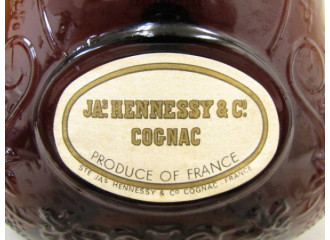 JAS. HENNESSY & Co.
COGNAC
PRODUCE OF FRANCE
STE JAS HENNESSY & Co COGNAC - FRANCE